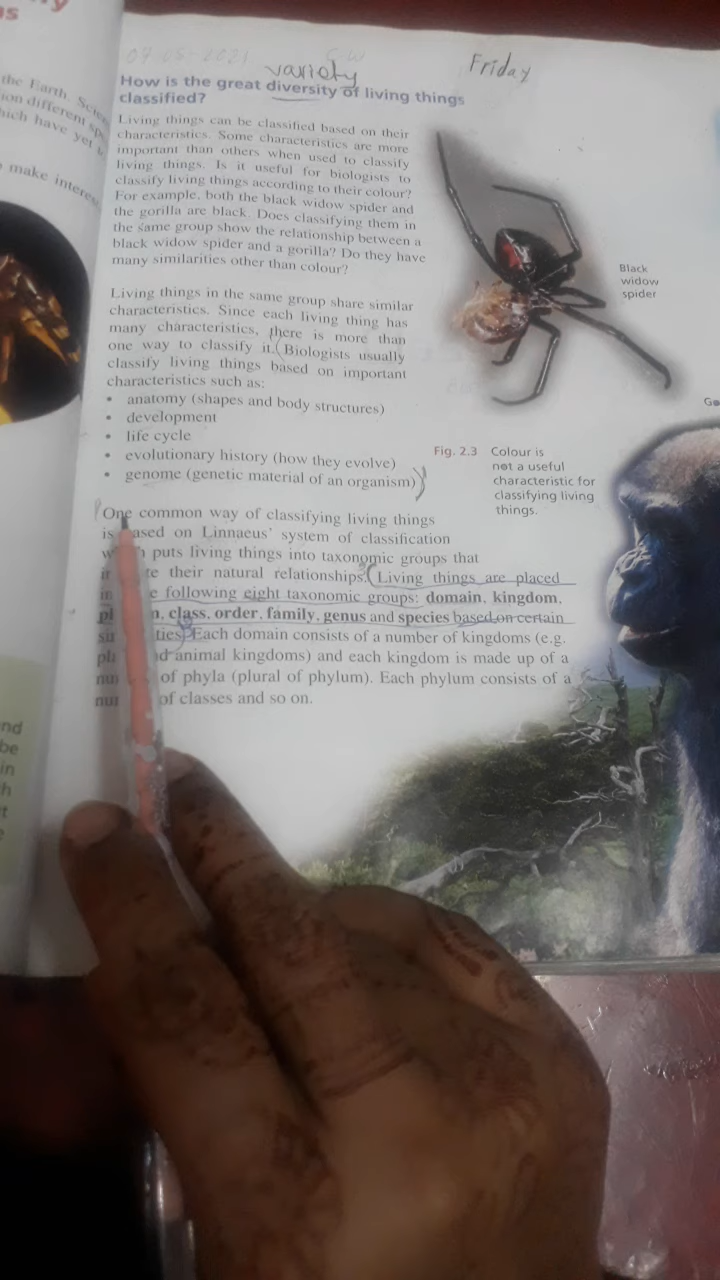 the Earth. Scien
ion different sp
hich have yet t
make interes
07-05-2021 C.W
Friday
variety
How is the great diversity of living things
classified?
Living things can be classified based on their
characteristics. Some characteristics are more
important than others when used to classify
living things. Is it useful for biologists to
classify living things according to their colour?
For example, both the black widow spider and
the gorilla are black. Does classifying them in
the same group show the relationship between a
black widow spider and a gorilla? Do they have
many similarities other than colour?
Black
widow
spider
Living things in the same group share similar
characteristics. Since each living thing has
many characteristics, there is more than
one way to classify it. (Biologists usually
classify living things based on important
characteristics such as:
• anatomy (shapes and body structures)
• development
• life cycle
• evolutionary history (how they evolve)
• genome (genetic material of an organism))
Go
Fig. 2.3 Colour is
not a useful
characteristic for
classifying living
things.
One common way of classifying living things
is based on Linnaeus' system of classification
puts living things into taxonomic groups that
their natural relationships. (Living things are placed
following eight taxonomic groups: domain, kingdom,
class, order, family, genus and species based on certain
ties) Each domain consists of a number of kingdoms (e.g.
animal kingdoms) and each kingdom is made up of a
of phyla (plural of phylum). Each phylum consists of a
of classes and so on.
nd
be
in
h
t
e